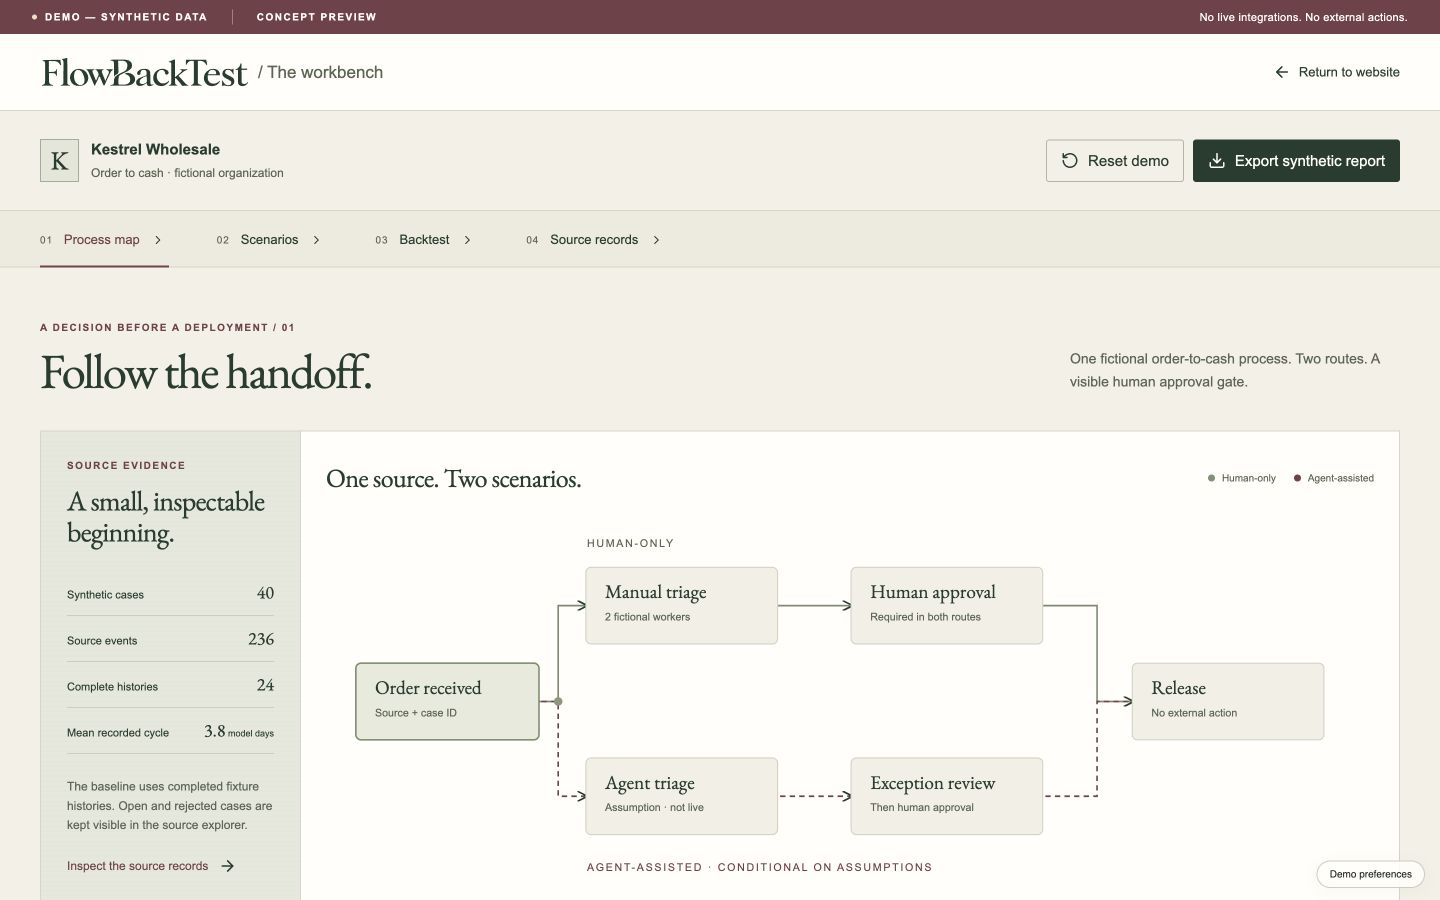 DEMO — SYNTHETIC DATA
CONCEPT PREVIEW
No live integrations. No external actions.
FlowBackTest / The workbench
Return to website
K
Kestrel Wholesale
Order to cash · fictional organization
Reset demo
Export synthetic report
01 Process map
02 Scenarios
03 Backtest
04 Source records
A DECISION BEFORE A DEPLOYMENT / 01
Follow the handoff.
One fictional order-to-cash process. Two routes. A
visible human approval gate.
SOURCE EVIDENCE
A small, inspectable
beginning.
Synthetic cases 40
Source events 236
Complete histories 24
Mean recorded cycle 3.8 model days
The baseline uses completed fixture
histories. Open and rejected cases are
kept visible in the source explorer.
Inspect the source records
One source. Two scenarios.
Human-only
Agent-assisted
HUMAN-ONLY
Manual triage
2 fictional workers
Human approval
Required in both routes
Order received
Source + case ID
Release
No external action
Agent triage
Assumption · not live
Exception review
Then human approval
AGENT-ASSISTED · CONDITIONAL ON ASSUMPTIONS
Demo preferences